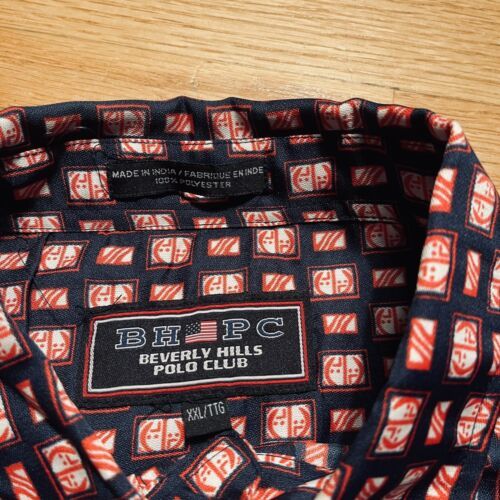 MADE IN INDIA / FABRIQUE EN INDE
100% POLYESTER
BH PC
BEVERLY HILLS
POLO CLUB
XXL/TTG